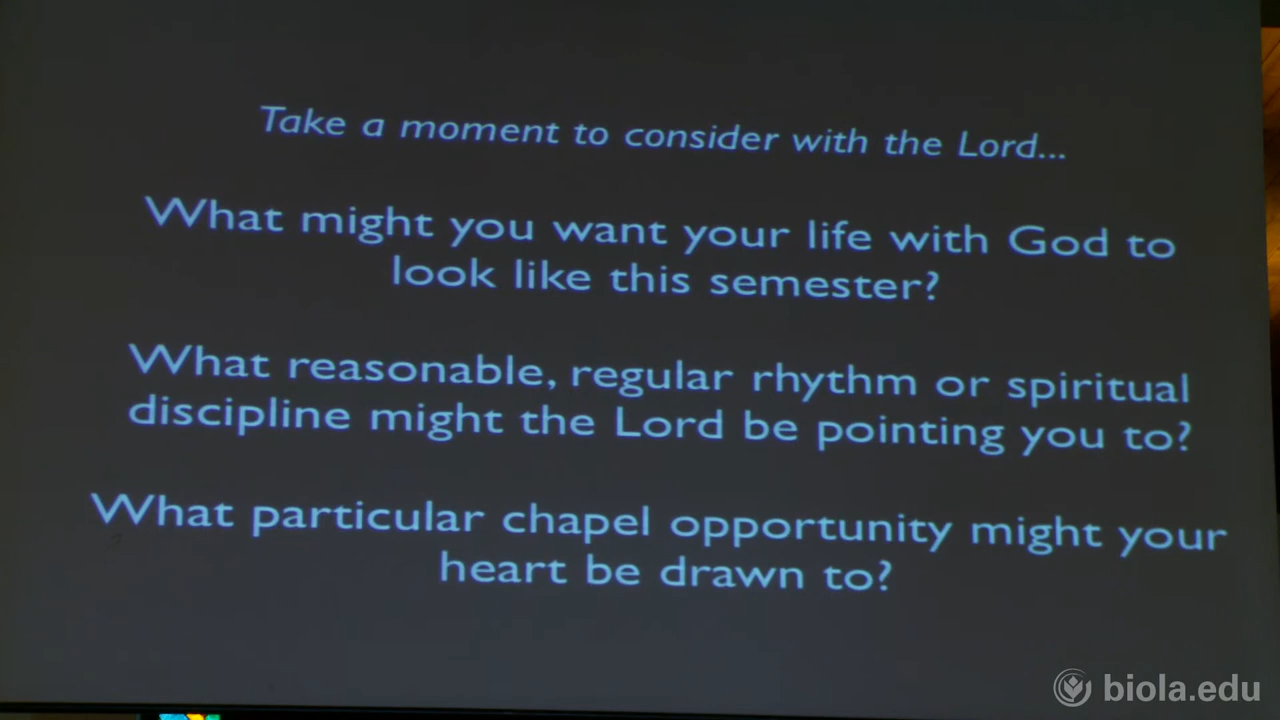 Take a moment to consider with the Lord...
What might you want your life with God to
look like this semester?
What reasonable, regular rhythm or spiritual
discipline might the Lord be pointing you to?
What particular chapel opportunity might your
heart be drawn to?
biola.edu